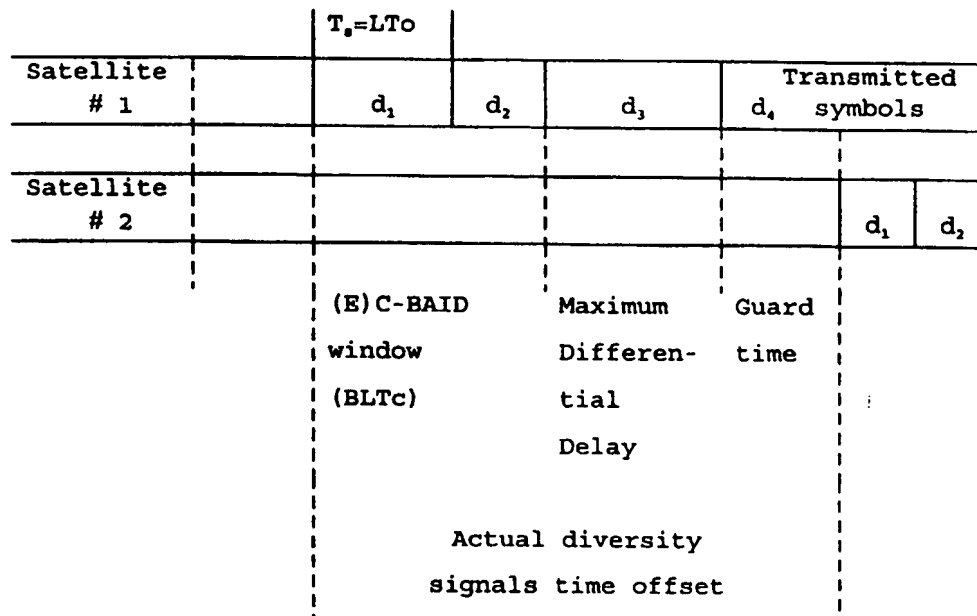 Tₛ=LTo
Satellite # 1
d₁
d₂
d₃
d₄
Transmitted symbols
Satellite # 2
d₁
d₂
(E)C-BAID window (BLTc)
Maximum Differen- tial Delay
Guard time
Actual diversity
signals time offset